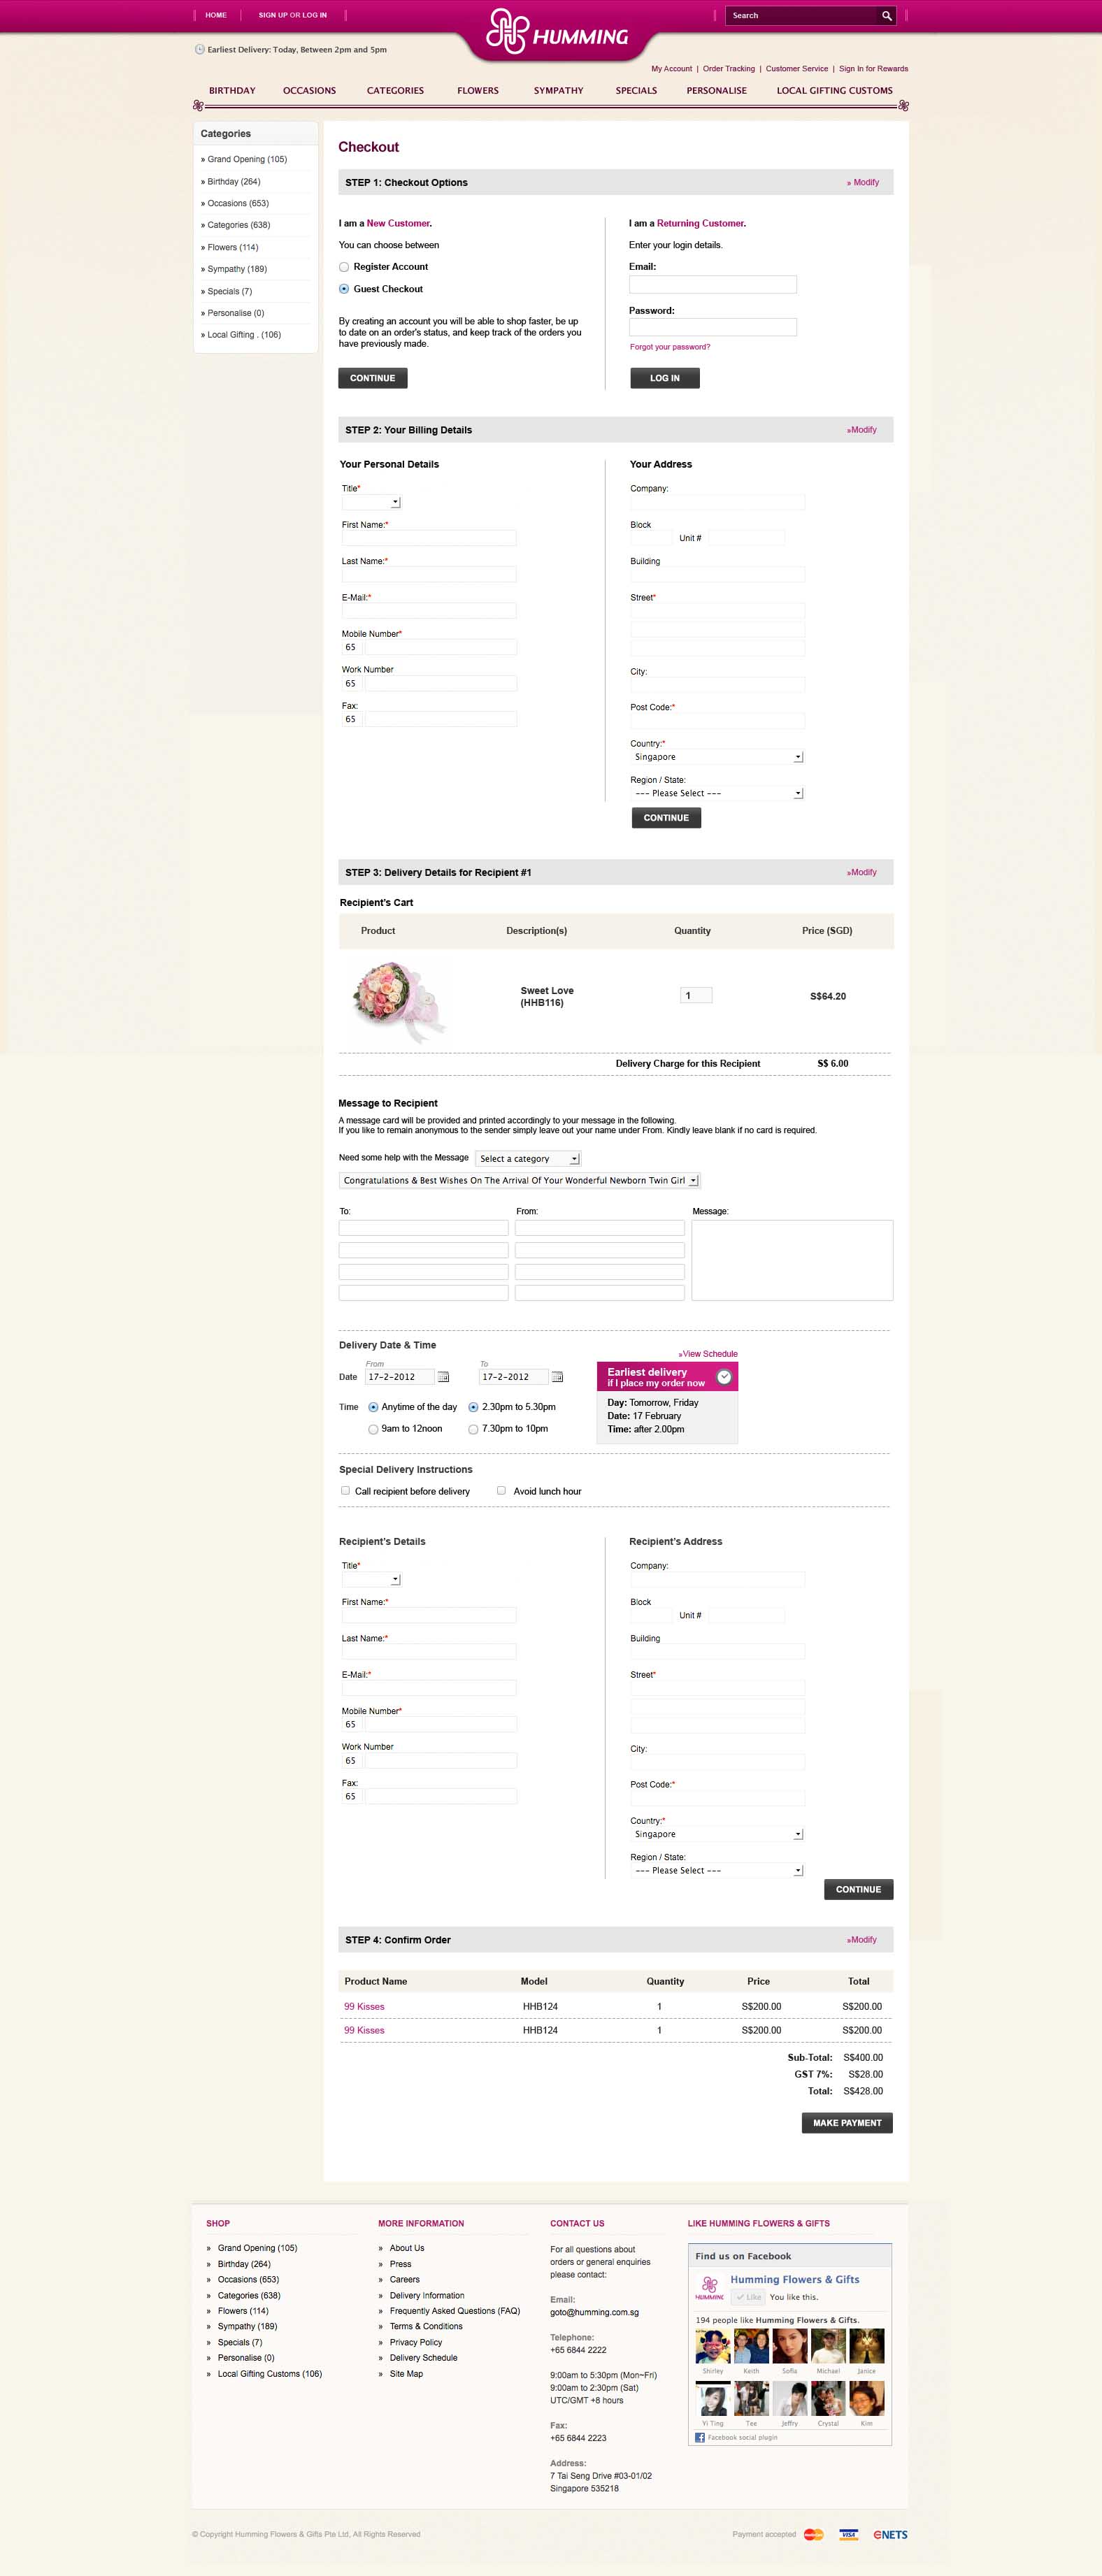 HOME
SIGN UP OR LOG IN
HUMMING
Search
Earliest Delivery: Today, Between 2pm and 5pm
My Account | Order Tracking | Customer Service | Sign In for Rewards
BIRTHDAY OCCASIONS CATEGORIES FLOWERS SYMPATHY SPECIALS PERSONALISE LOCAL GIFTING CUSTOMS
Categories
» Grand Opening (105)
» Birthday (264)
» Occasions (653)
» Categories (638)
» Flowers (114)
» Sympathy (189)
» Specials (7)
» Personalise (0)
» Local Gifting . (106)
Checkout
STEP 1: Checkout Options
» Modify
I am a New Customer.
You can choose between
Register Account
Guest Checkout
By creating an account you will be able to shop faster, be up
to date on an order's status, and keep track of the orders you
have previously made.
CONTINUE
I am a Returning Customer.
Enter your login details.
Email:
Password:
Forgot your password?
LOG IN
STEP 2: Your Billing Details
»Modify
Your Personal Details
Title*
First Name:*
Last Name:*
E-Mail:*
Mobile Number*
65
Work Number
65
Fax:
65
Your Address
Company:
Block
Unit #
Building
Street*
City:
Post Code:*
Country:*
Singapore
Region / State:
--- Please Select ---
CONTINUE
STEP 3: Delivery Details for Recipient #1
»Modify
Recipient's Cart
Product Description(s) Quantity Price (SGD)
Sweet Love
(HHB116)
1
S$64.20
Delivery Charge for this Recipient S$ 6.00
Message to Recipient
A message card will be provided and printed accordingly to your message in the following.
If you like to remain anonymous to the sender simply leave out your name under From. Kindly leave blank if no card is required.
Need some help with the Message Select a category
Congratulations & Best Wishes On The Arrival Of Your Wonderful Newborn Twin Girl
To: From: Message:
Delivery Date & Time
From To
Date 17-2-2012 17-2-2012
Time Anytime of the day 2.30pm to 5.30pm
9am to 12noon 7.30pm to 10pm
»View Schedule
Earliest delivery
if I place my order now
Day: Tomorrow, Friday
Date: 17 February
Time: after 2.00pm
Special Delivery Instructions
Call recipient before delivery Avoid lunch hour
Recipient's Details
Title*
First Name:*
Last Name:*
E-Mail:*
Mobile Number*
65
Work Number
65
Fax:
65
Recipient's Address
Company:
Block
Unit #
Building
Street*
City:
Post Code:*
Country:*
Singapore
Region / State:
--- Please Select ---
CONTINUE
STEP 4: Confirm Order
»Modify
Product Name Model Quantity Price Total
99 Kisses HHB124 1 S$200.00 S$200.00
99 Kisses HHB124 1 S$200.00 S$200.00
Sub-Total: S$400.00
GST 7%: S$28.00
Total: S$428.00
MAKE PAYMENT
SHOP
» Grand Opening (105)
» Birthday (264)
» Occasions (653)
» Categories (638)
» Flowers (114)
» Sympathy (189)
» Specials (7)
» Personalise (0)
» Local Gifting Customs (106)
MORE INFORMATION
» About Us
» Press
» Careers
» Delivery Information
» Frequently Asked Questions (FAQ)
» Terms & Conditions
» Privacy Policy
» Delivery Schedule
» Site Map
CONTACT US
For all questions about
orders or general enquiries
please contact:
Email:
goto@humming.com.sg
Telephone:
+65 6844 2222
9:00am to 5:30pm (Mon~Fri)
9:00am to 2:30pm (Sat)
UTC/GMT +8 hours
Fax:
+65 6844 2223
Address:
7 Tai Seng Drive #03-01/02
Singapore 535218
LIKE HUMMING FLOWERS & GIFTS
Find us on Facebook
HUMMING
Humming Flowers & Gifts
Like You like this.
194 people like Humming Flowers & Gifts.
Shirley Keith Sofia Michael Janice
Yi Ting Tee Jeffry Crystal Kim
Facebook social plugin
© Copyright Humming Flowers & Gifts Pte Ltd, All Rights Reserved
Payment accepted MasterCard VISA eNETS